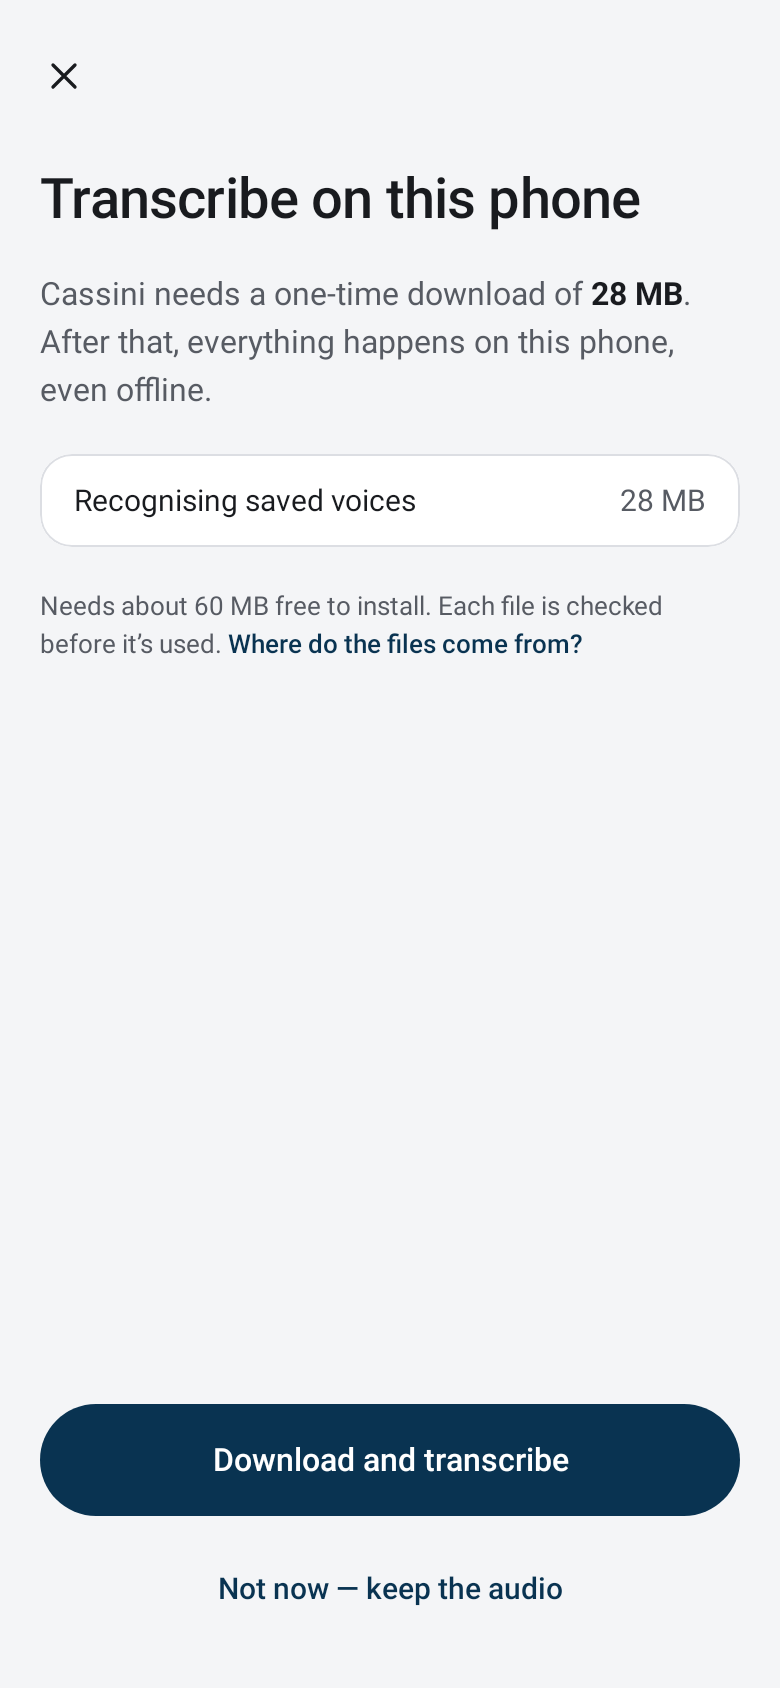 Transcribe on this phone
Cassini needs a one-time download of 28 MB.
After that, everything happens on this phone,
even offline.
Recognising saved voices 28 MB
Needs about 60 MB free to install. Each file is checked
before it’s used. Where do the files come from?
Download and transcribe
Not now — keep the audio